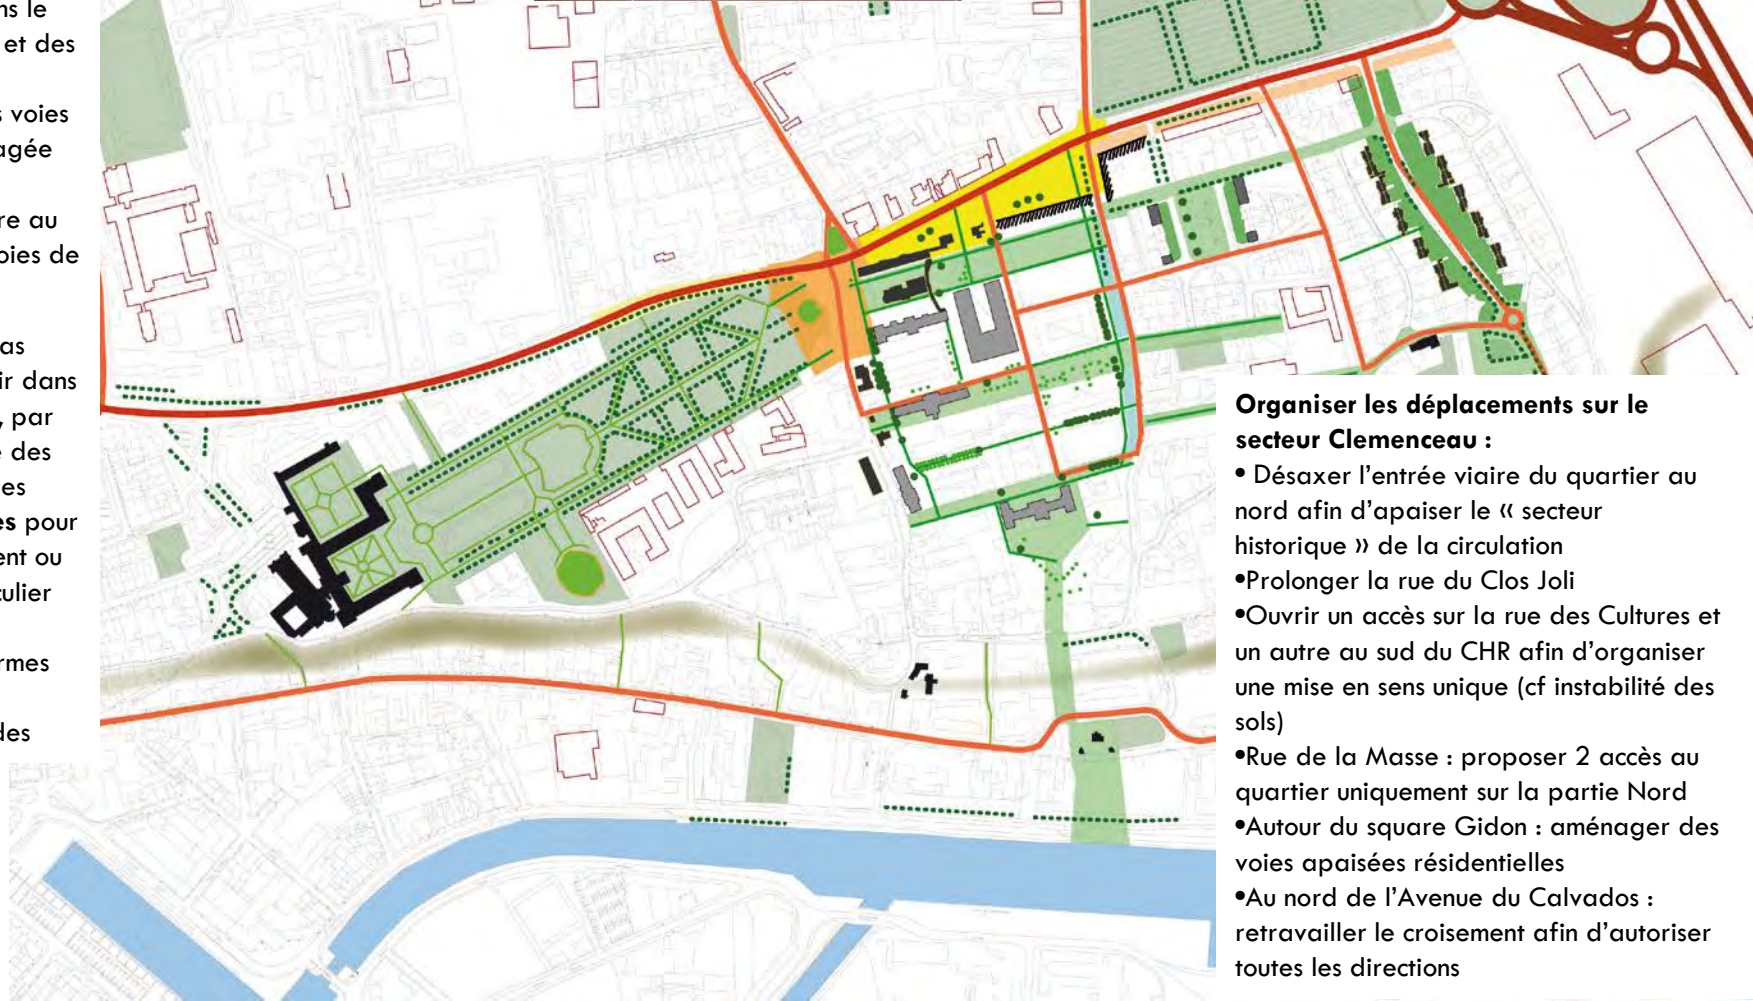 ns le
et des
s voies
agée
re au
oies de
as
ir dans
, par
e des
es
es pour
ent ou
ulier
rmes
des
Organiser les déplacements sur le
secteur Clemenceau :
• Désaxer l'entrée viaire du quartier au
nord afin d'apaiser le « secteur
historique » de la circulation
•Prolonger la rue du Clos Joli
•Ouvrir un accès sur la rue des Cultures et
un autre au sud du CHR afin d'organiser
une mise en sens unique (cf instabilité des
sols)
•Rue de la Masse : proposer 2 accès au
quartier uniquement sur la partie Nord
•Autour du square Gidon : aménager des
voies apaisées résidentielles
•Au nord de l'Avenue du Calvados :
retravailler le croisement afin d'autoriser
toutes les directions